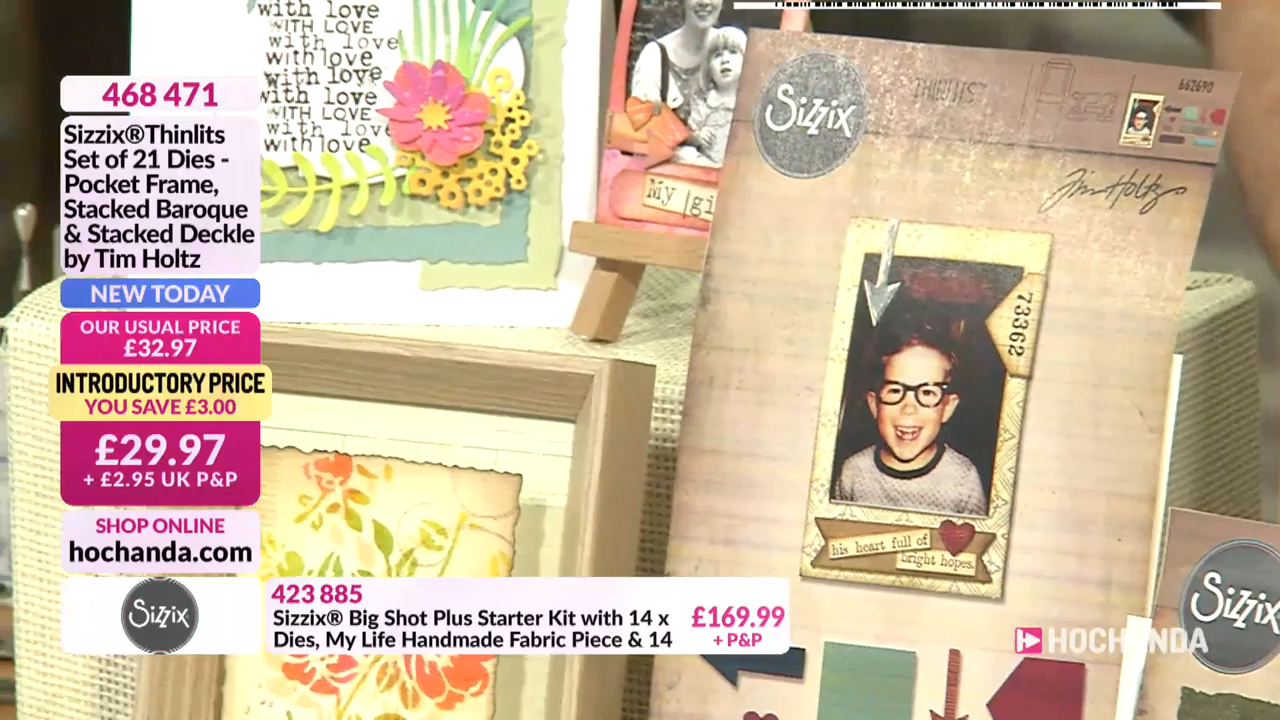 468 471
Sizzix®Thinlits
Set of 21 Dies -
Pocket Frame,
Stacked Baroque
& Stacked Deckle
by Tim Holtz
NEW TODAY
OUR USUAL PRICE
£32.97
INTRODUCTORY PRICE
YOU SAVE £3.00
£29.97
+ £2.95 UK P&P
SHOP ONLINE
hochanda.com
Sizzix
423 885
Sizzix® Big Shot Plus Starter Kit with 14 x
Dies, My Life Handmade Fabric Piece & 14
£169.99
+ P&P
with love
WITH LOVE
with love
with love
with love
with love
WITH LOVE
with love
with love
My gi
Sizzix
THINLITS
662690
Tim Holtz
73362
his heart full of
bright hopes.
Sizzix
HOCHANDA